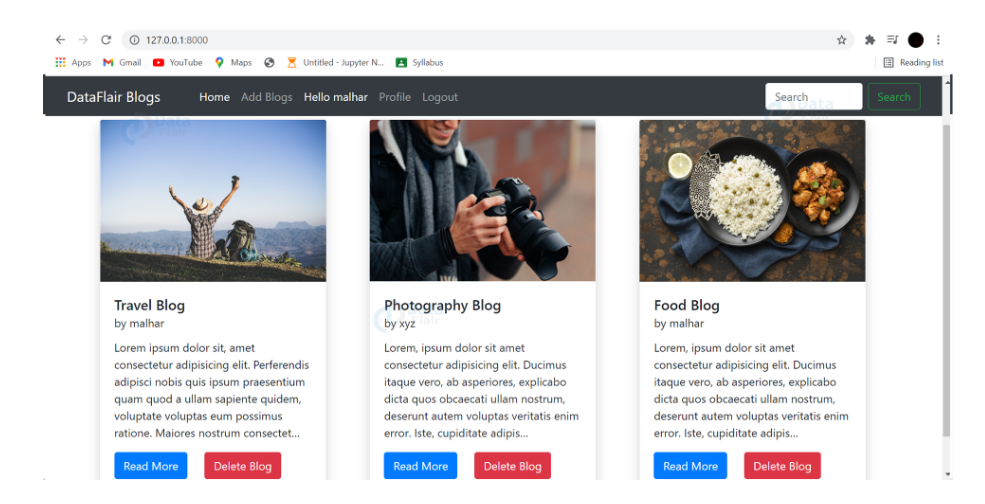 127.0.0.1:8000
Apps Gmail YouTube Maps Untitled - Jupyter N... Syllabus Reading list
DataFlair Blogs Home Add Blogs Hello malhar Profile Logout Search Search
Travel Blog
by malhar
Lorem ipsum dolor sit, amet
consectetur adipisicing elit. Perferendis
adipisci nobis quis ipsum praesentium
quam quod a ullam sapiente quidem,
voluptate voluptas eum possimus
ratione. Maiores nostrum consectet...
Read More Delete Blog
Photography Blog
by xyz
Lorem, ipsum dolor sit amet
consectetur adipisicing elit. Ducimus
itaque vero, ab asperiores, explicabo
dicta quos obcaecati ullam nostrum,
deserunt autem voluptas veritatis enim
error. Iste, cupiditate adipis...
Read More Delete Blog
Food Blog
by malhar
Lorem, ipsum dolor sit amet
consectetur adipisicing elit. Ducimus
itaque vero, ab asperiores, explicabo
dicta quos obcaecati ullam nostrum,
deserunt autem voluptas veritatis enim
error. Iste, cupiditate adipis...
Read More Delete Blog